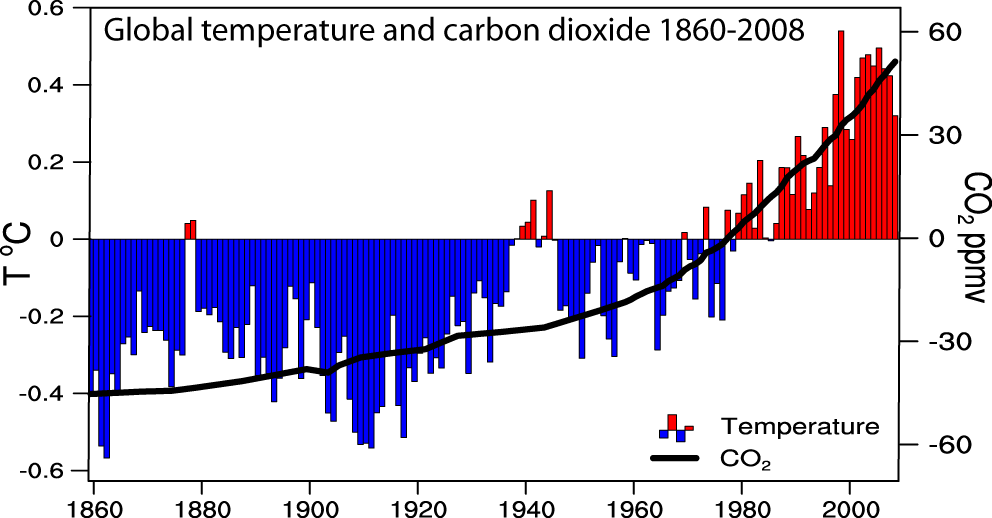 Global temperature and carbon dioxide 1860-2008
0.6
0.4
0.2
0
-0.2
-0.4
-0.6
T °C
60
30
0
-30
-60
CO₂ ppmv
Temperature
CO₂
1860 1880 1900 1920 1940 1960 1980 2000